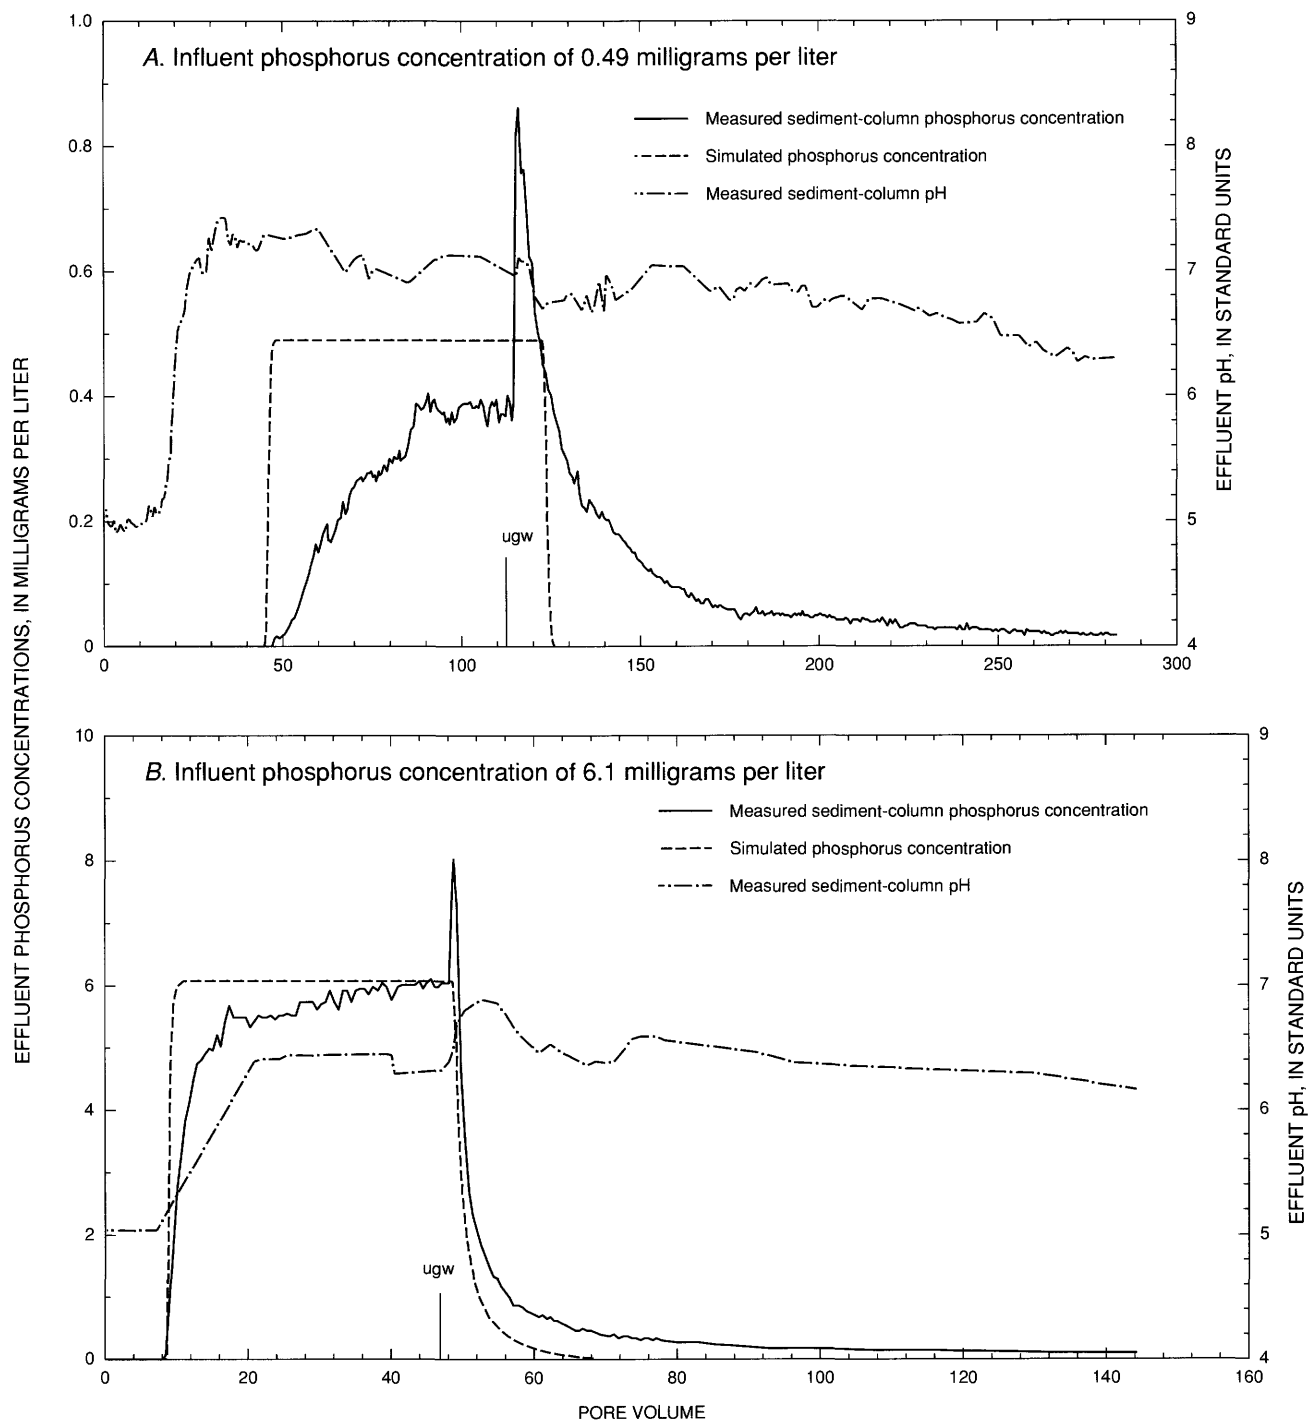 A. Influent phosphorus concentration of 0.49 milligrams per liter
Measured sediment-column phosphorus concentration
Simulated phosphorus concentration
Measured sediment-column pH
1.0
0.8
0.6
0.4
0.2
0
9
8
7
6
5
4
ugw
0 50 100 150 200 250 300
EFFLUENT PHOSPHORUS CONCENTRATIONS, IN MILLIGRAMS PER LITER
EFFLUENT pH, IN STANDARD UNITS
B. Influent phosphorus concentration of 6.1 milligrams per liter
Measured sediment-column phosphorus concentration
Simulated phosphorus concentration
Measured sediment-column pH
10
8
6
4
2
0
9
8
7
6
5
4
ugw
0 20 40 60 80 100 120 140 160
EFFLUENT pH, IN STANDARD UNITS
PORE VOLUME